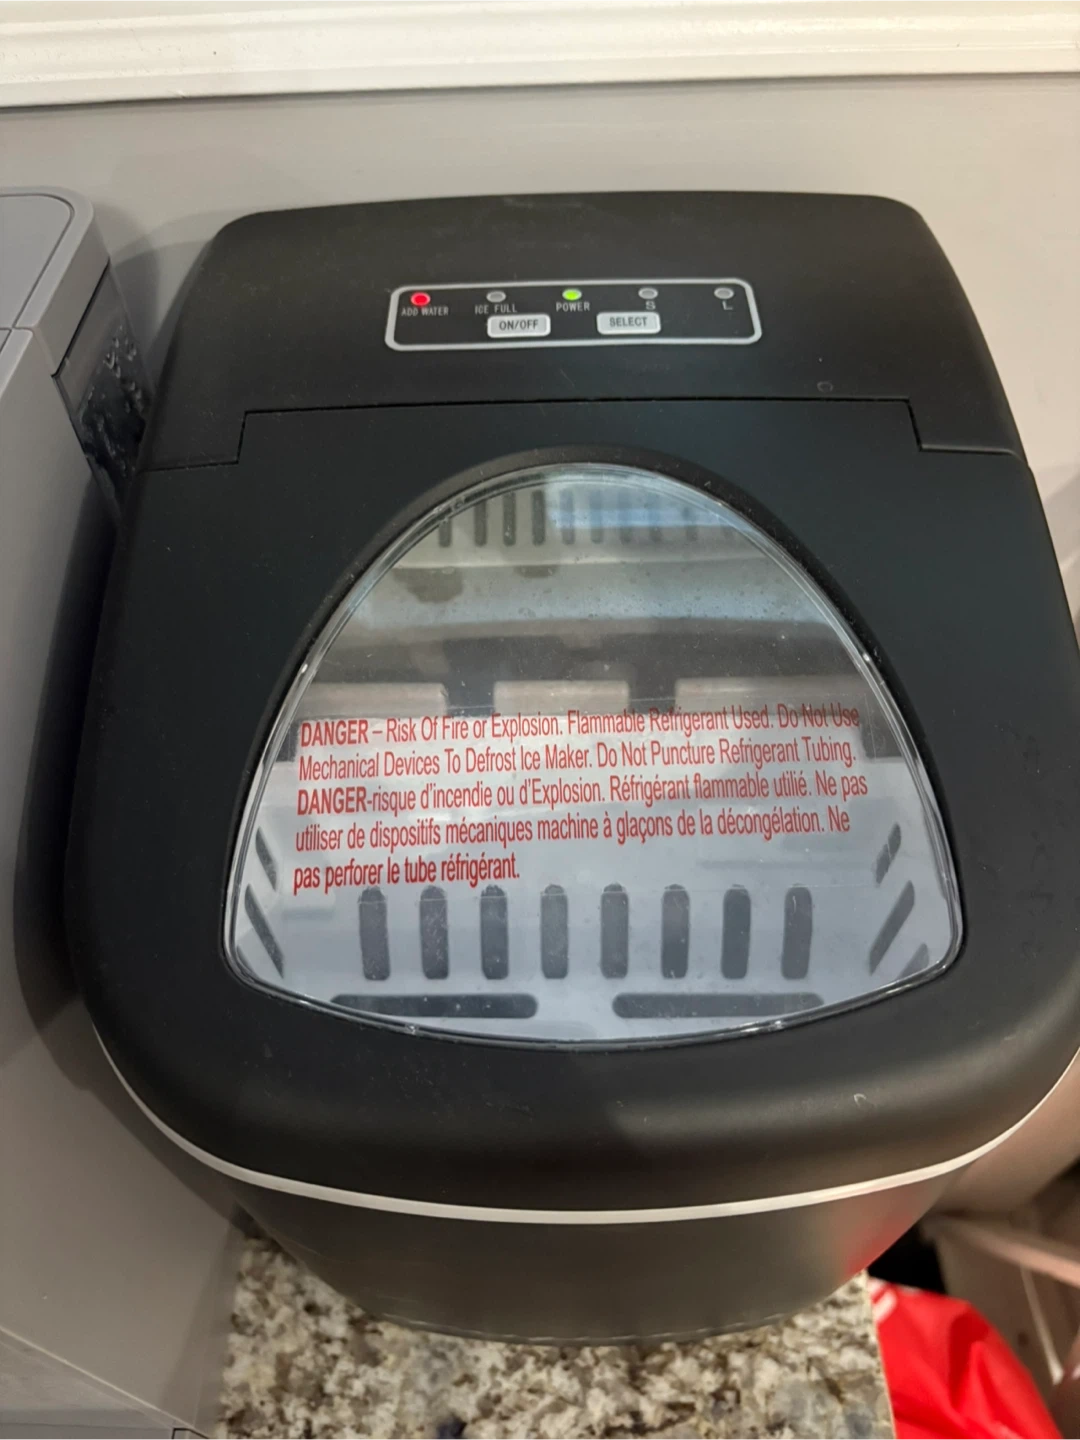 ADD WATER ICE FULL POWER S L
ON/OFF SELECT
DANGER – Risk Of Fire or Explosion. Flammable Refrigerant Used. Do Not Use
Mechanical Devices To Defrost Ice Maker. Do Not Puncture Refrigerant Tubing.
DANGER-risque d'incendie ou d'Explosion. Réfrigérant flammable utilié. Ne pas
utiliser de dispositifs mécaniques machine à glaçons de la décongélation. Ne
pas perforer le tube réfrigérant.